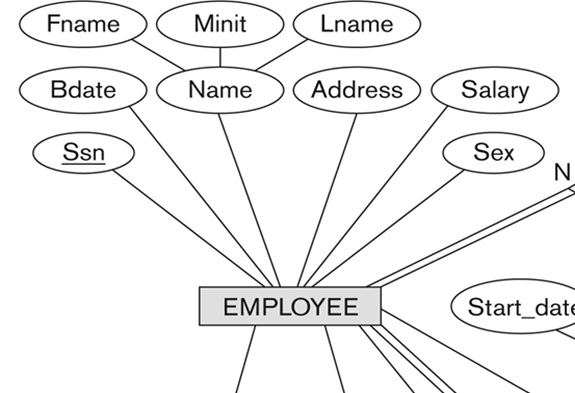 Fname Minit Lname
Bdate Name Address Salary
Ssn Sex
N
EMPLOYEE Start_date